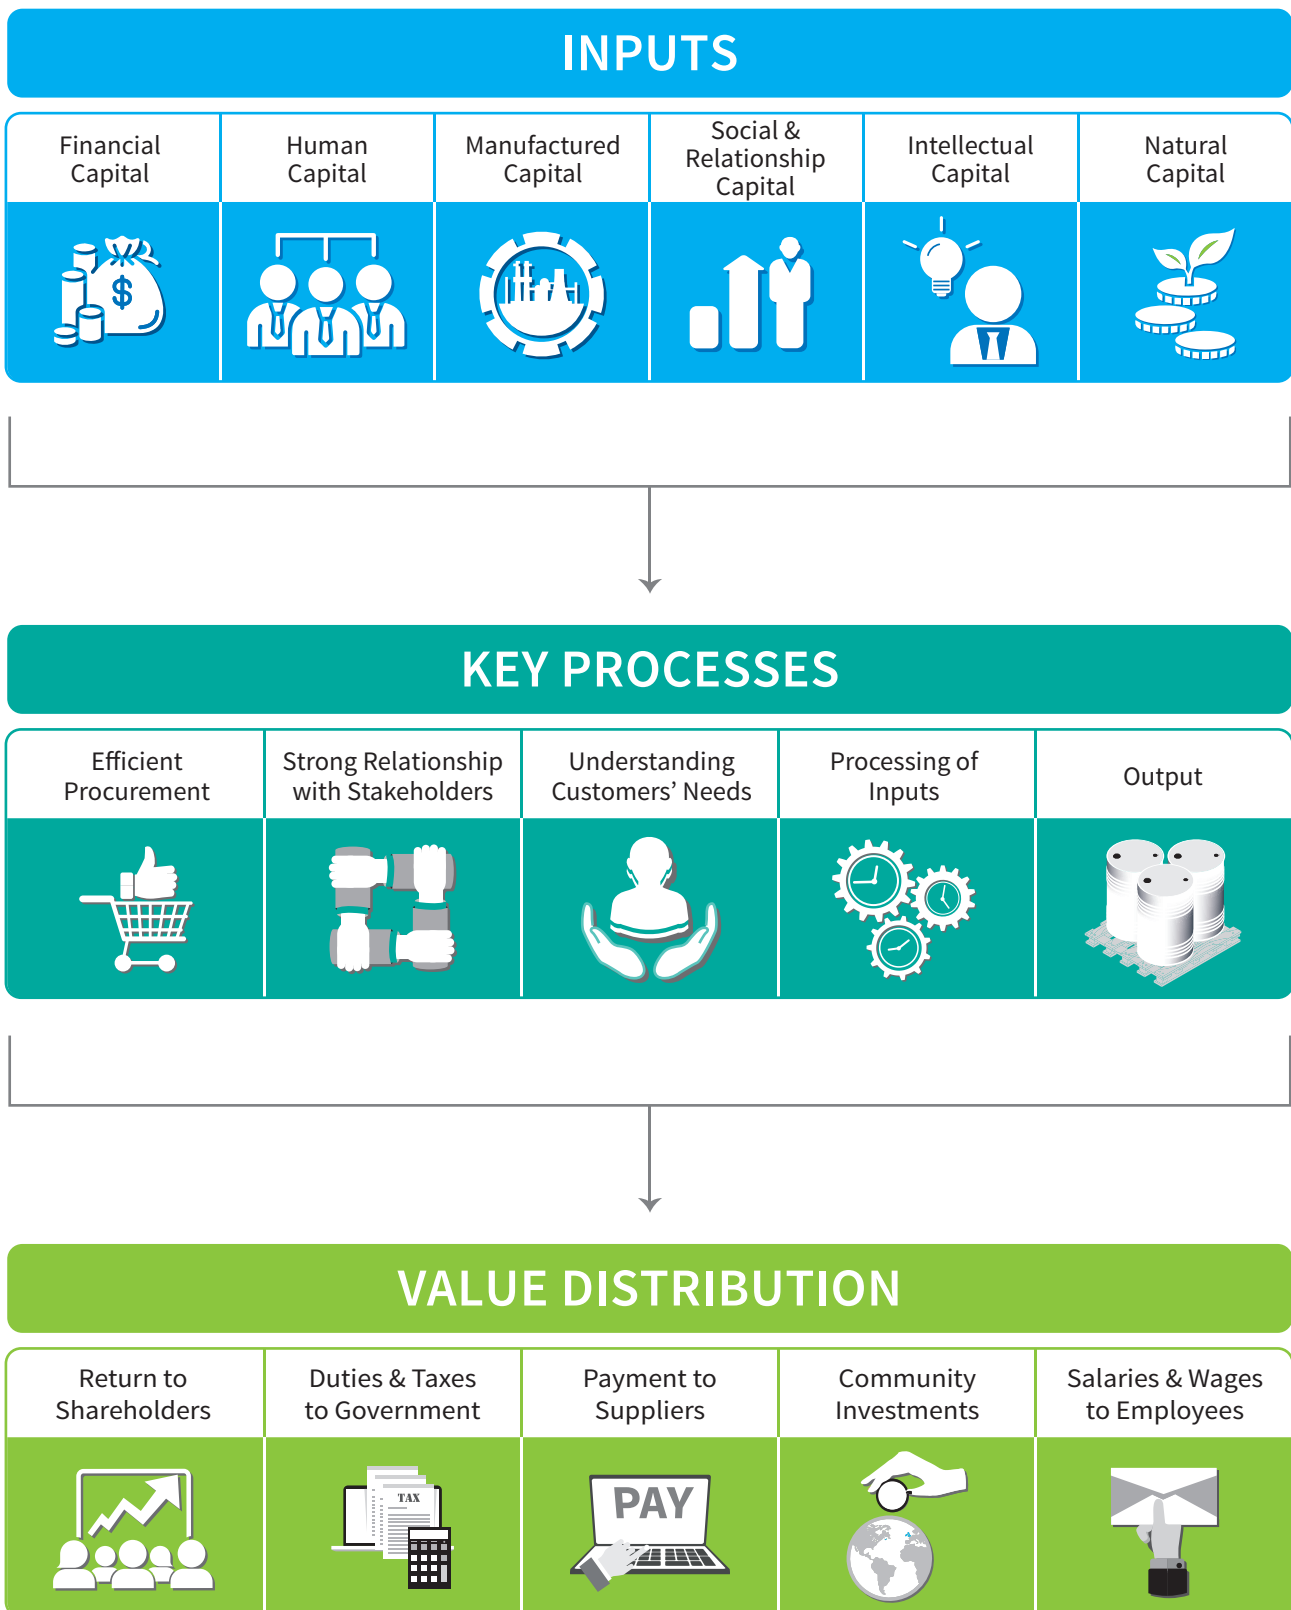 INPUTS
Financial
Capital
Human
Capital
Manufactured
Capital
Social &
Relationship
Capital
Intellectual
Capital
Natural
Capital
$
KEY PROCESSES
Efficient
Procurement
Strong Relationship
with Stakeholders
Understanding
Customers’ Needs
Processing of
Inputs
Output
VALUE DISTRIBUTION
Return to
Shareholders
Duties & Taxes
to Government
Payment to
Suppliers
Community
Investments
Salaries & Wages
to Employees
TAX
PAY